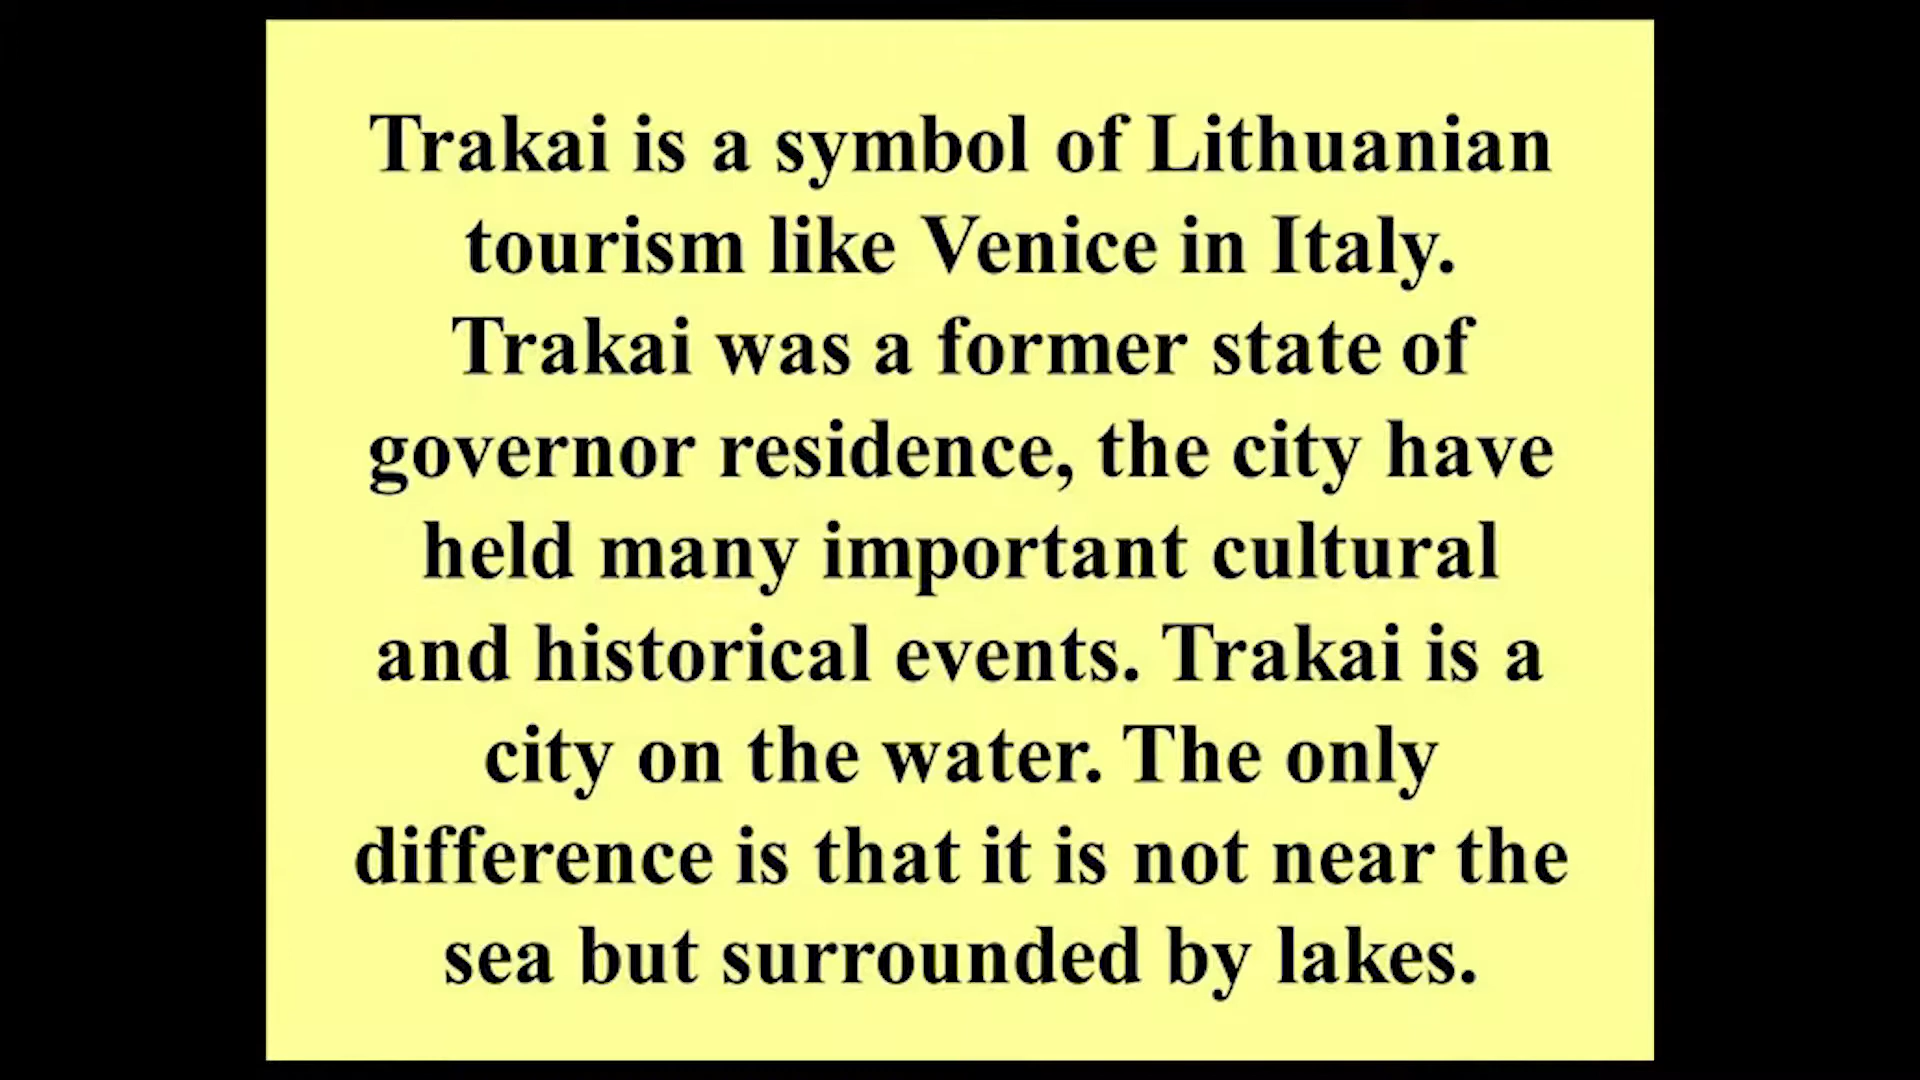 Trakai is a symbol of Lithuanian
tourism like Venice in Italy.
Trakai was a former state of
governor residence, the city have
held many important cultural
and historical events. Trakai is a
city on the water. The only
difference is that it is not near the
sea but surrounded by lakes.